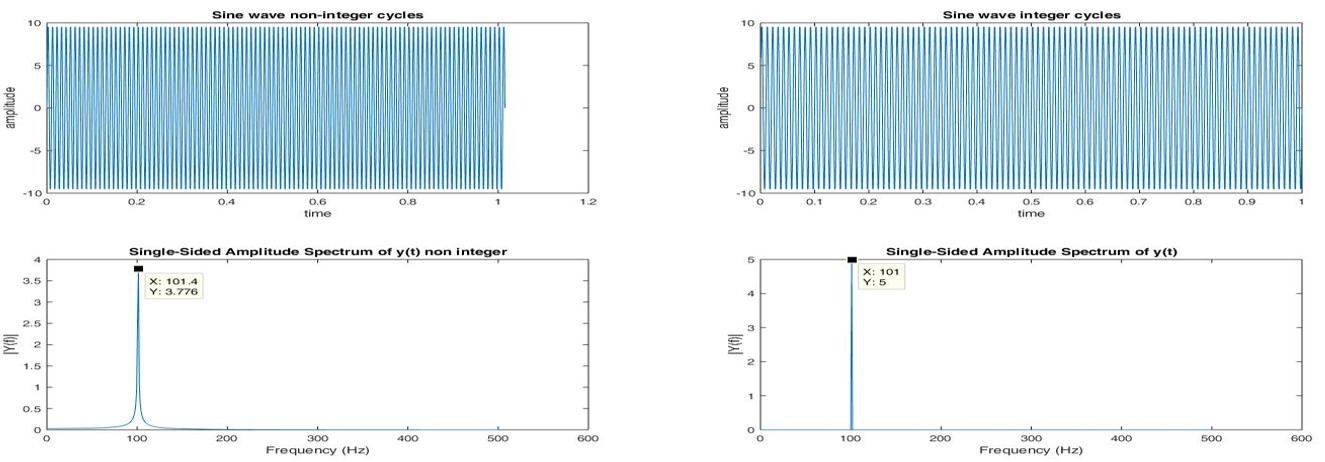 Sine wave non-integer cycles
10
5
0
-5
-10
amplitude
0 0.2 0.4 0.6 0.8 1 1.2
time
Sine wave integer cycles
10
5
0
-5
-10
amplitude
0 0.1 0.2 0.3 0.4 0.5 0.6 0.7 0.8 0.9 1
time
Single-Sided Amplitude Spectrum of y(t) non integer
4
3.5
3
2.5
2
1.5
1
0.5
0
|Y(f)|
X: 101.4
Y: 3.776
0 100 200 300 400 500 600
Frequency (Hz)
Single-Sided Amplitude Spectrum of y(t)
5
4
3
2
1
0
|Y(f)|
X: 101
Y: 5
0 100 200 300 400 500 600
Frequency (Hz)